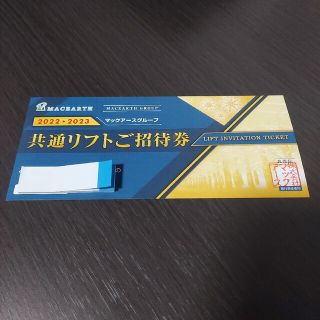 MACEARTH
MACEARTH GROUP
2022・2023
マックアースグループ
共通リフトご招待券
LIFT INVITATION TICKET
の